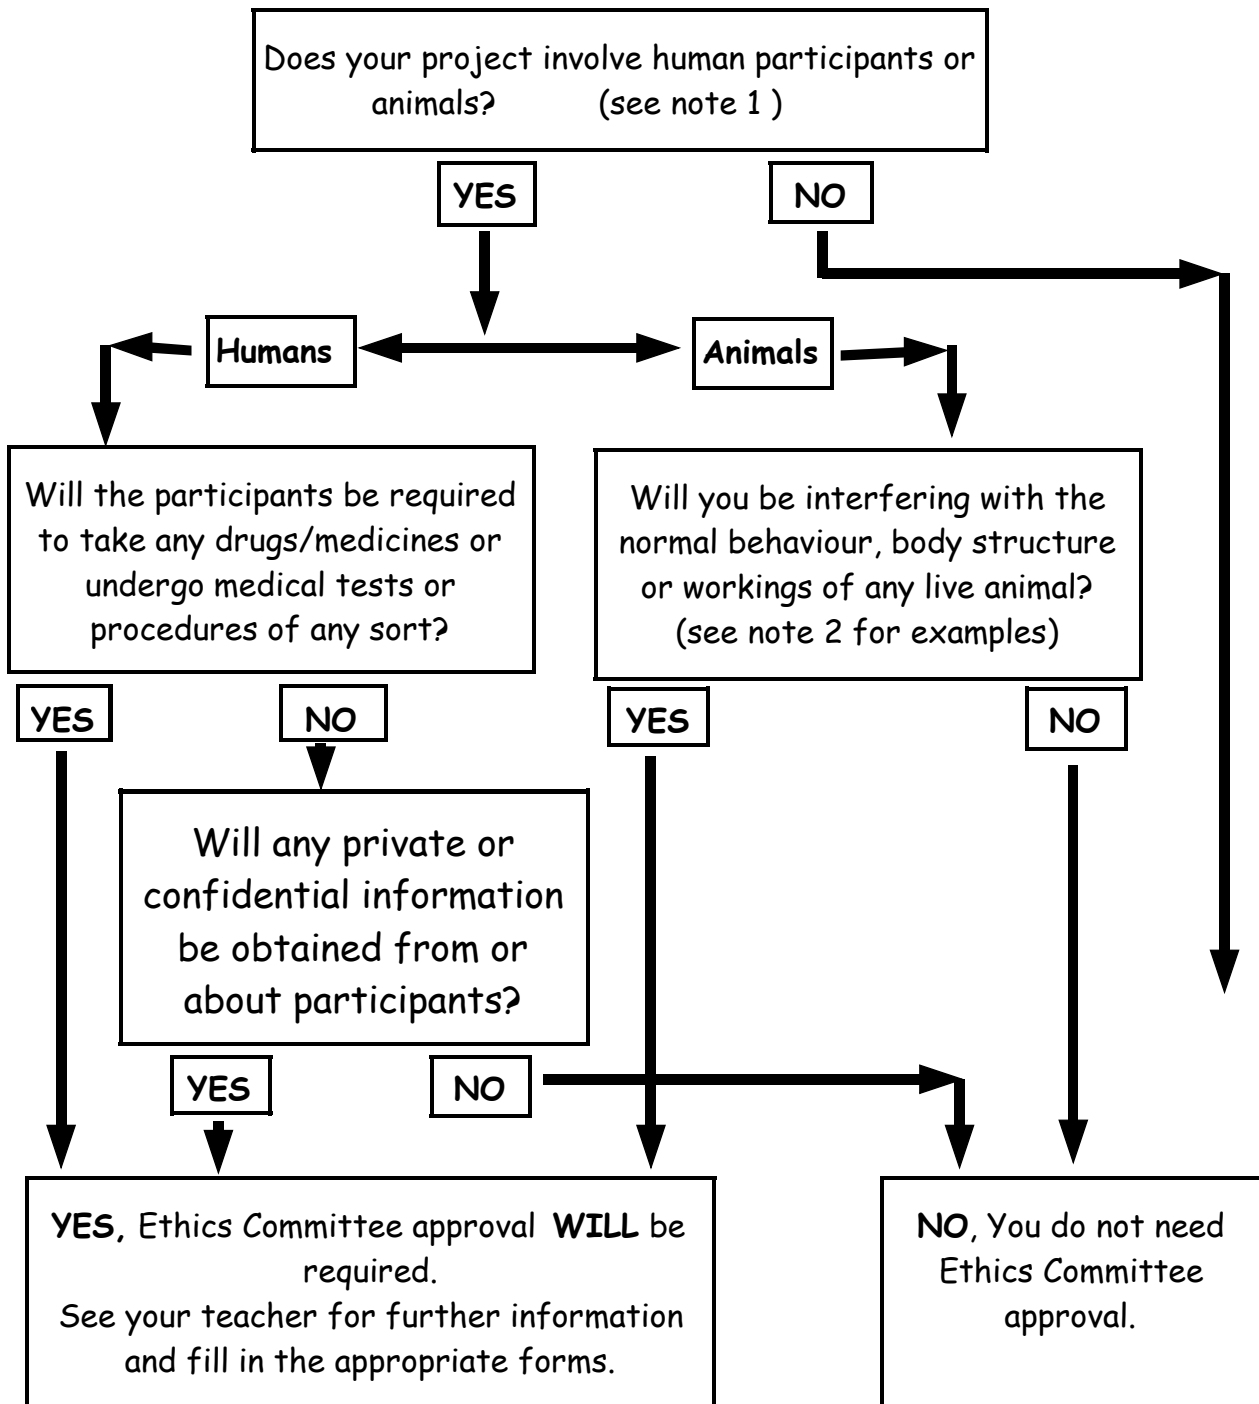 Does your project involve human participants or
animals? (see note 1 )
YES
NO
Humans
Animals
Will the participants be required
to take any drugs/medicines or
undergo medical tests or
procedures of any sort?
Will you be interfering with the
normal behaviour, body structure
or workings of any live animal?
(see note 2 for examples)
YES
NO
YES
NO
Will any private or
confidential information
be obtained from or
about participants?
YES
NO
YES, Ethics Committee approval WILL be
required.
See your teacher for further information
and fill in the appropriate forms.
NO, You do not need
Ethics Committee
approval.